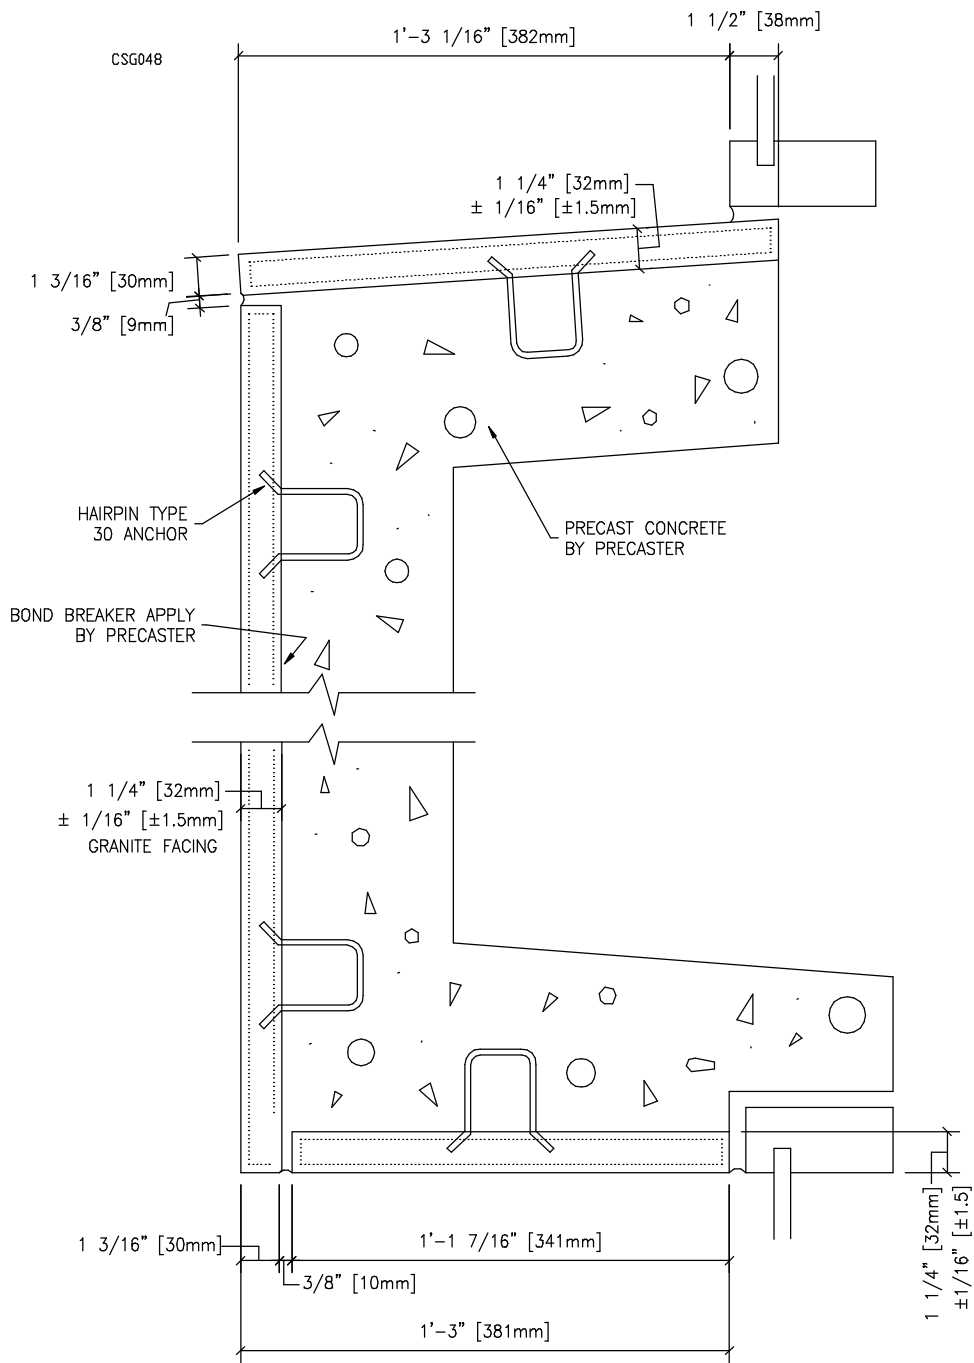 1 1/2" [38mm]
1'-3 1/16" [382mm]
CSG048
1 1/4" [32mm]
± 1/16" [±1.5mm]
1 3/16" [30mm]
3/8" [9mm]
HAIRPIN TYPE
30 ANCHOR
PRECAST CONCRETE
BY PRECASTER
BOND BREAKER APPLY
BY PRECASTER
1 1/4" [32mm]
± 1/16" [±1.5mm]
GRANITE FACING
1 1/4" [32mm]
±1/16" [±1.5]
1 3/16" [30mm]
1'-1 7/16" [341mm]
3/8" [10mm]
1'-3" [381mm]